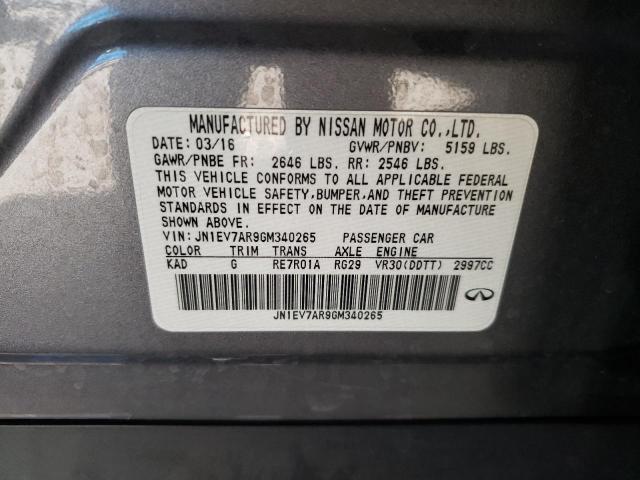 MANUFACTURED BY NISSAN MOTOR CO.,LTD.
DATE: 03/16 GVWR/PNBV: 5159 LBS.
GAWR/PNBE FR: 2646 LBS. RR: 2546 LBS.
THIS VEHICLE CONFORMS TO ALL APPLICABLE FEDERAL
MOTOR VEHICLE SAFETY,BUMPER,AND THEFT PREVENTION
STANDARDS IN EFFECT ON THE DATE OF MANUFACTURE
SHOWN ABOVE.
VIN: JN1EV7AR9GM340265 PASSENGER CAR
COLOR TRIM TRANS AXLE ENGINE
KAD G RE7R01A RG29 VR30(DDTT) 2997CC
JN1EV7AR9GM340265
INFINITI